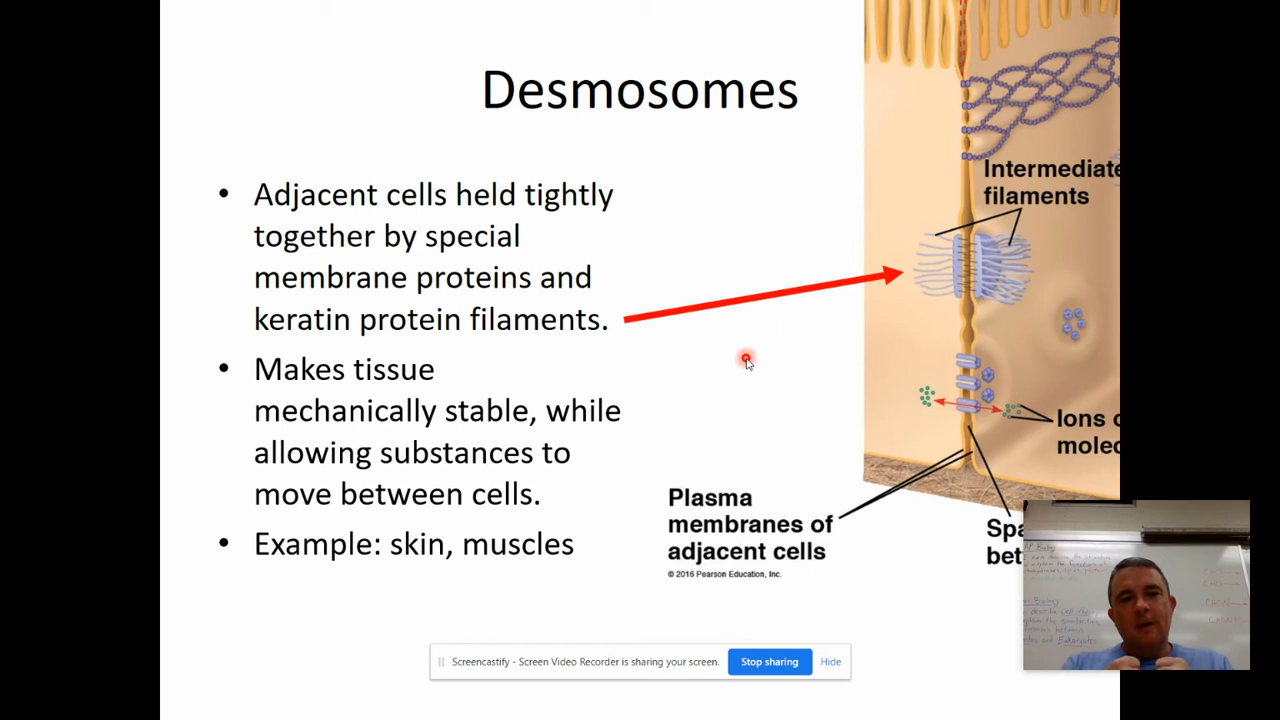 Desmosomes
• Adjacent cells held tightly
together by special
membrane proteins and
keratin protein filaments.
• Makes tissue
mechanically stable, while
allowing substances to
move between cells.
• Example: skin, muscles
Intermediate
filaments
Ions
Plasma
membranes of
adjacent cells
© 2016 Pearson Education, Inc.
Screencastify - Screen Video Recorder is sharing your screen.
Stop sharing
Hide